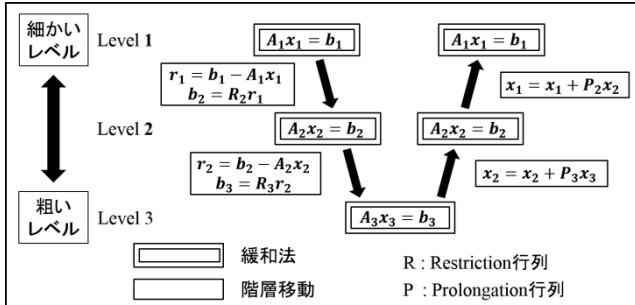 細かい
レベル
Level 1
A₁x₁ = b₁
A₁x₁ = b₁
r₁ = b₁ − A₁x₁
b₂ = R₂r₁
x₁ = x₁ + P₂x₂
Level 2
A₂x₂ = b₂
A₂x₂ = b₂
r₂ = b₂ − A₂x₂
b₃ = R₃r₂
x₂ = x₂ + P₃x₃
粗い
レベル
Level 3
A₃x₃ = b₃
緩和法
R : Restriction行列
階層移動
P : Prolongation行列